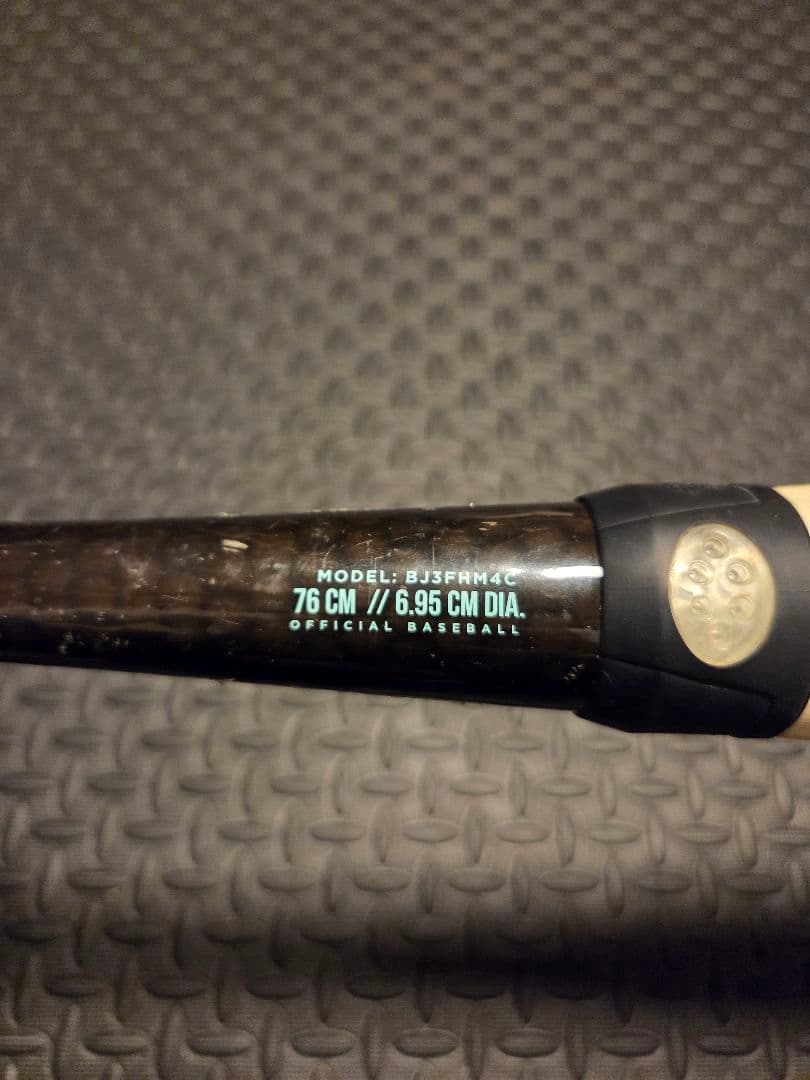 MODEL: BJ3FHM4C
76 CM // 6.95 CM DIA.
OFFICIAL BASEBALL